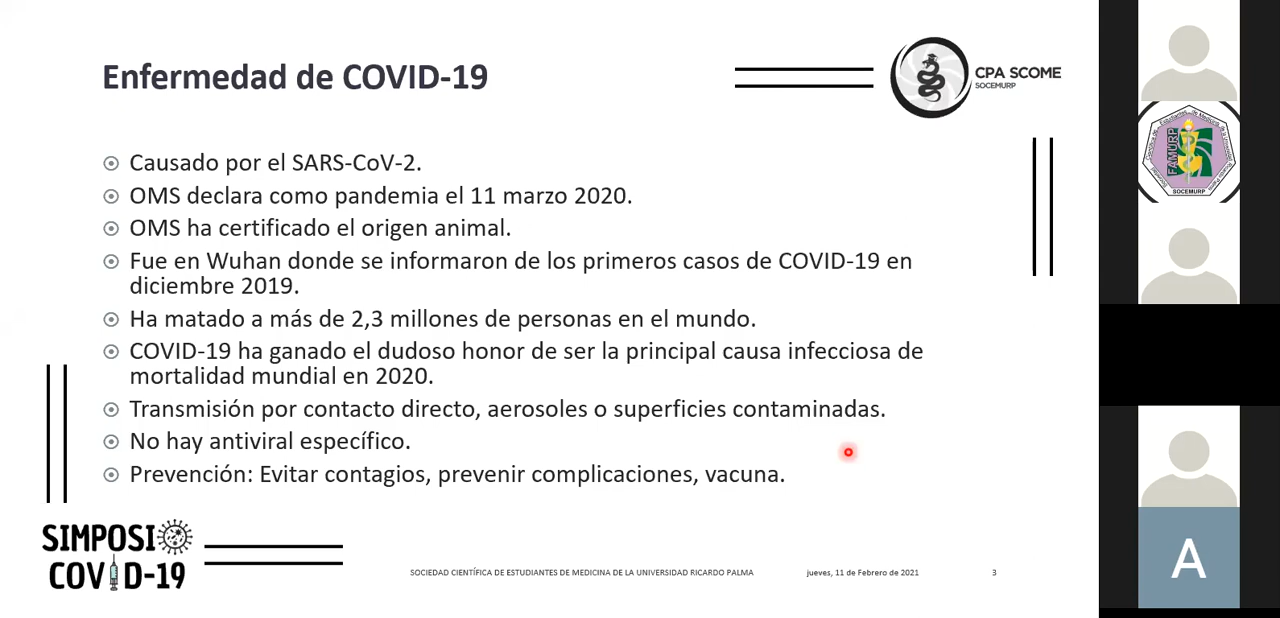 Enfermedad de COVID-19
CPA SCOME
SOCEMURP
Causado por el SARS-CoV-2.
OMS declara como pandemia el 11 marzo 2020.
OMS ha certificado el origen animal.
Fue en Wuhan donde se informaron de los primeros casos de COVID-19 en
diciembre 2019.
Ha matado a más de 2,3 millones de personas en el mundo.
COVID-19 ha ganado el dudoso honor de ser la principal causa infecciosa de
mortalidad mundial en 2020.
Transmisión por contacto directo, aerosoles o superficies contaminadas.
No hay antiviral específico.
Prevención: Evitar contagios, prevenir complicaciones, vacuna.
SIMPOSI
COV D-19
SOCIEDAD CIENTÍFICA DE ESTUDIANTES DE MEDICINA DE LA UNIVERSIDAD RICARDO PALMA
jueves, 11 de Febrero de 2021
3
FAMURP
SOCEMURP
A